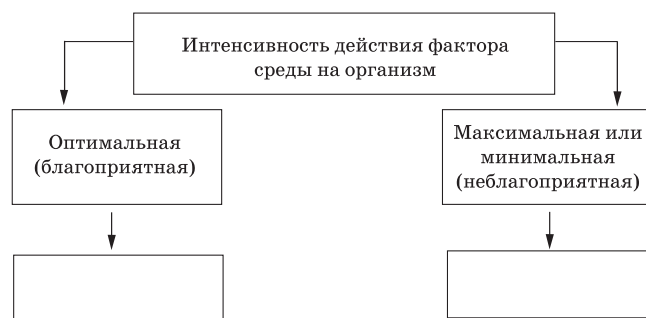 Интенсивность действия фактора
среды на организм
Оптимальная
(благоприятная)
Максимальная или
минимальная
(неблагоприятная)